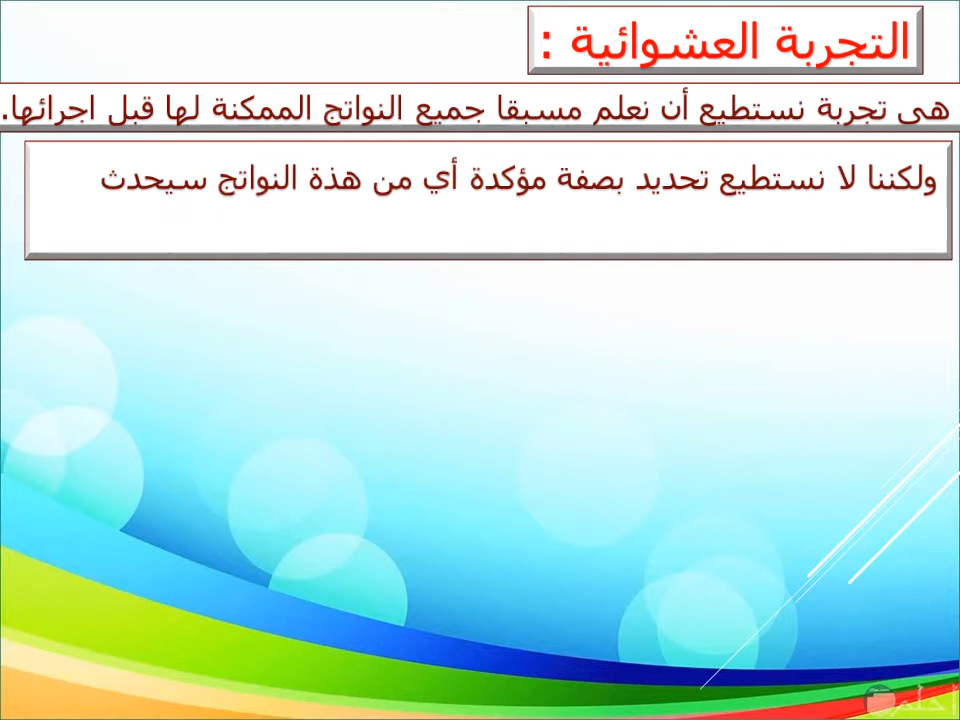 التجربة العشوائية :
هى تجربة نستطيع أن نعلم مسبقا جميع النواتج الممكنة لها قبل اجرائها.
ولكننا لا نستطيع تحديد بصفة مؤكدة أي من هذة النواتج سيحدث